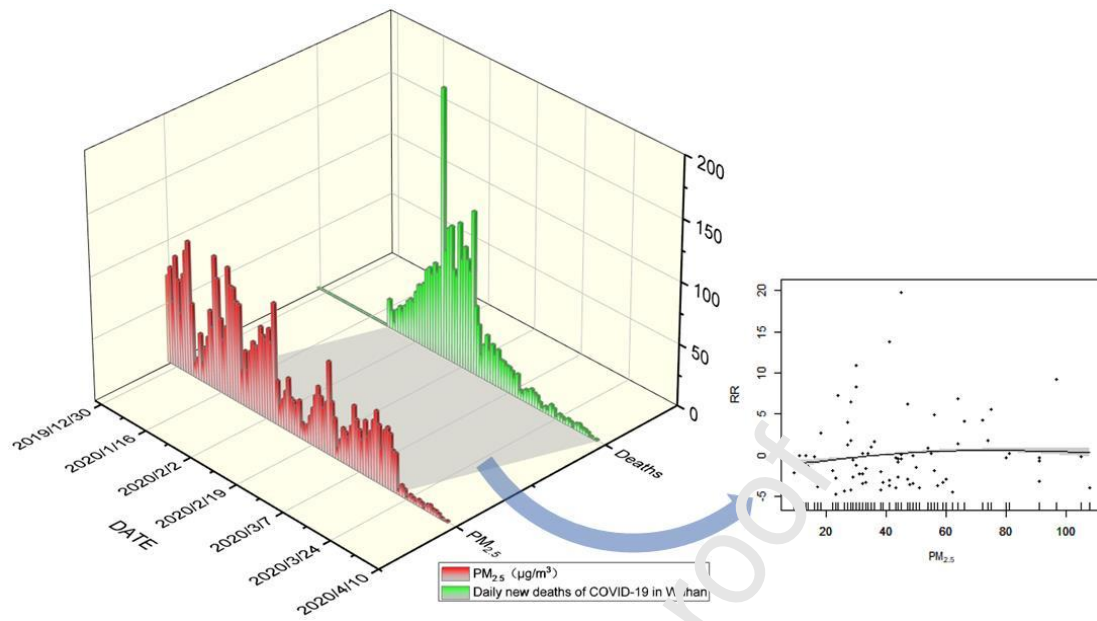 200
150
100
50
0
Deaths
PM2.5
2019/12/30
2020/1/16
2020/2/2
2020/2/19
2020/3/7
2020/3/24
2020/4/10
DATE
PM2.5 (μg/m³)
Daily new deaths of COVID-19 in Wuhan
20
15
10
5
0
-5
RR
20
40
60
80
100
PM2.5
roof